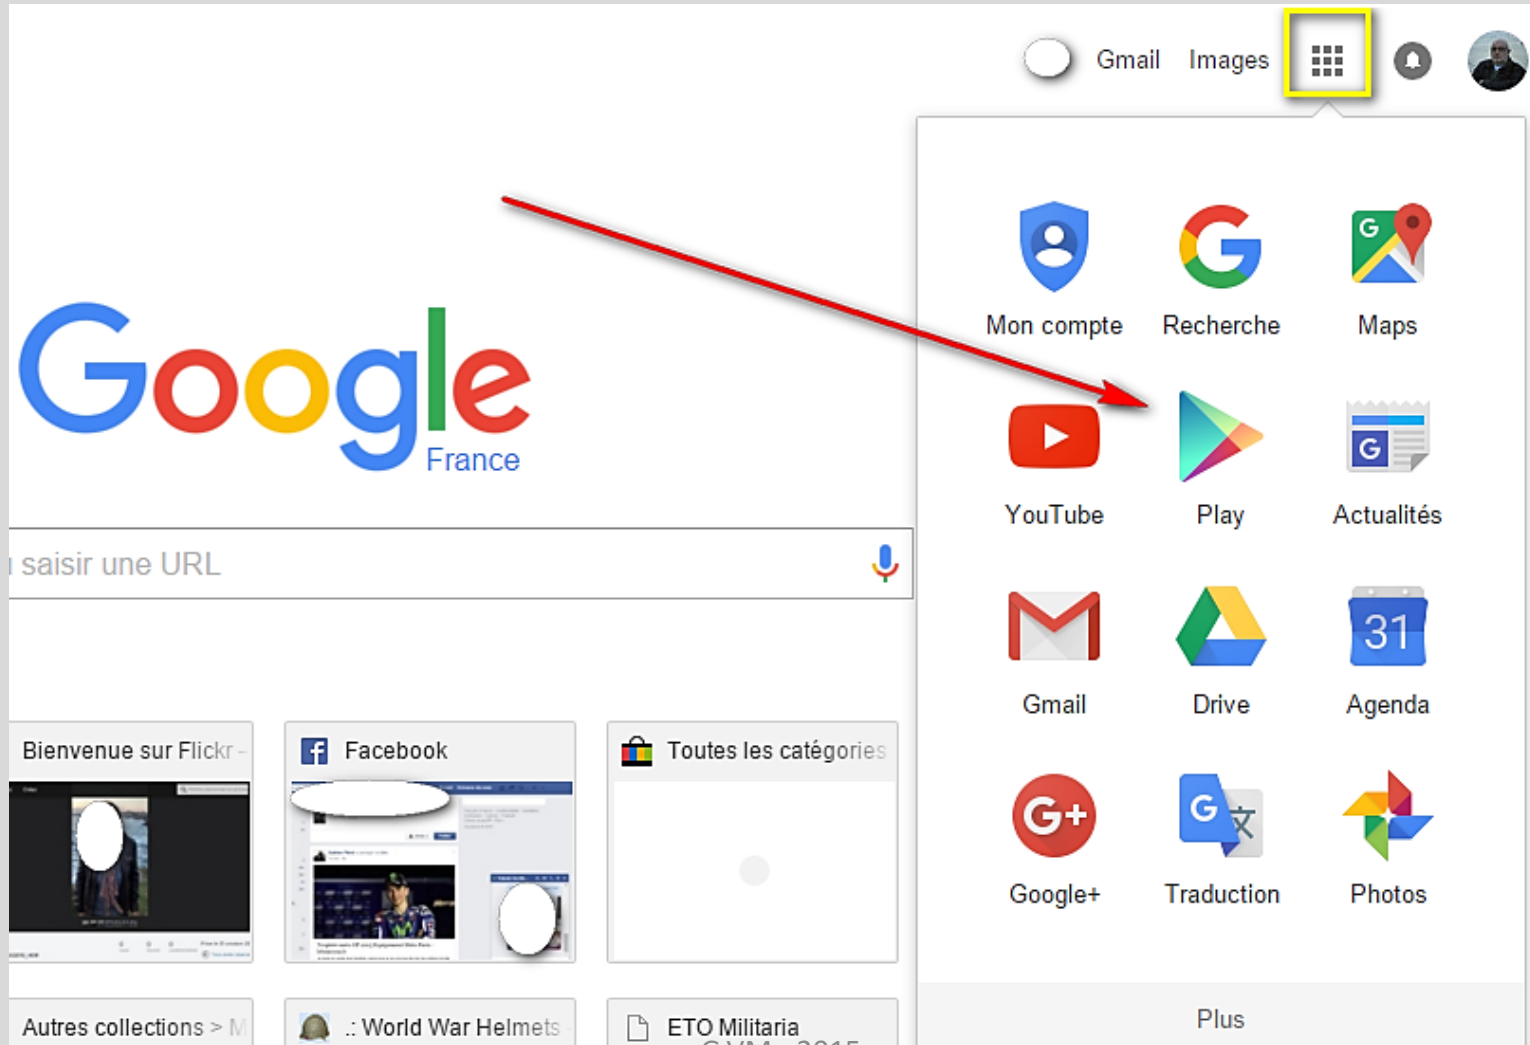 Gmail Images
Google
France
saisir une URL
Mon compte
Recherche
Maps
YouTube
Play
Actualités
Gmail
Drive
31
Agenda
G+
Google+
Traduction
Photos
Plus
Bienvenue sur Flickr -
Facebook
Toutes les catégories
Autres collections > M
.: World War Helmets
ETO Militaria